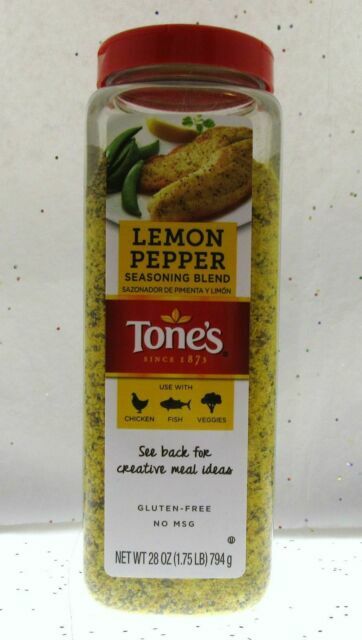 LEMON
PEPPER
SEASONING BLEND
SAZONADOR DE PIMIENTA Y LIMÓN
Tone's®
SINCE 1873
USE WITH
CHICKEN FISH VEGGIES
See back for
creative meal ideas
GLUTEN-FREE
NO MSG
NET WT 28 OZ (1.75 LB) 794 g